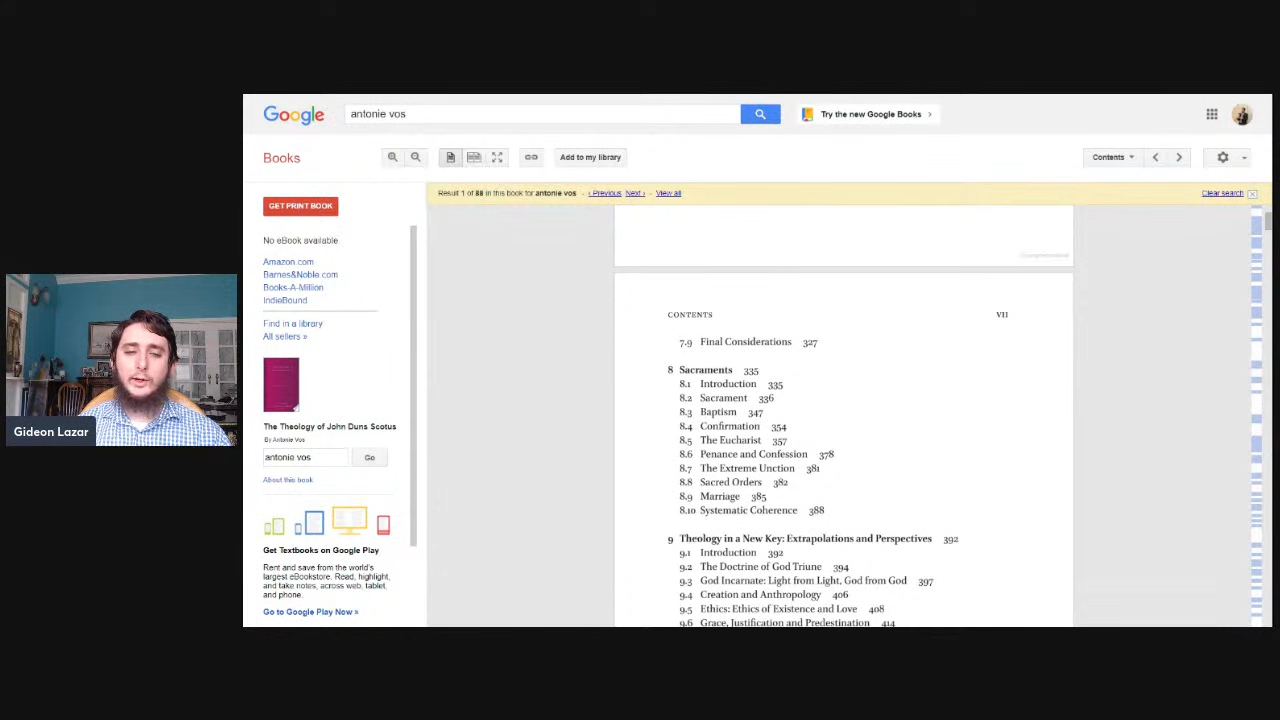 Google
antonie vos
Try the new Google Books ›
Books
Add to my library
Contents
Result 1 of 88 in this book for antonie vos - ‹ Previous Next › - View all
Clear search
GET PRINT BOOK
No eBook available
Amazon.com
Barnes&Noble.com
Books-A-Million
IndieBound
Find in a library
All sellers »
The Theology of John Duns Scotus
By Antonie Vos
antonie vos
Go
About this book
Get Textbooks on Google Play
Rent and save from the world's
largest eBookstore. Read, highlight,
and take notes, across web, tablet,
and phone.
Go to Google Play Now »
CONTENTS VII
7.9 Final Considerations 327
8 Sacraments 335
8.1 Introduction 335
8.2 Sacrament 336
8.3 Baptism 347
8.4 Confirmation 354
8.5 The Eucharist 357
8.6 Penance and Confession 378
8.7 The Extreme Unction 381
8.8 Sacred Orders 382
8.9 Marriage 385
8.10 Systematic Coherence 388
9 Theology in a New Key: Extrapolations and Perspectives 392
9.1 Introduction 392
9.2 The Doctrine of God Triune 394
9.3 God Incarnate: Light from Light, God from God 397
9.4 Creation and Anthropology 406
9.5 Ethics: Ethics of Existence and Love 408
9.6 Grace, Justification and Predestination 414
Gideon Lazar